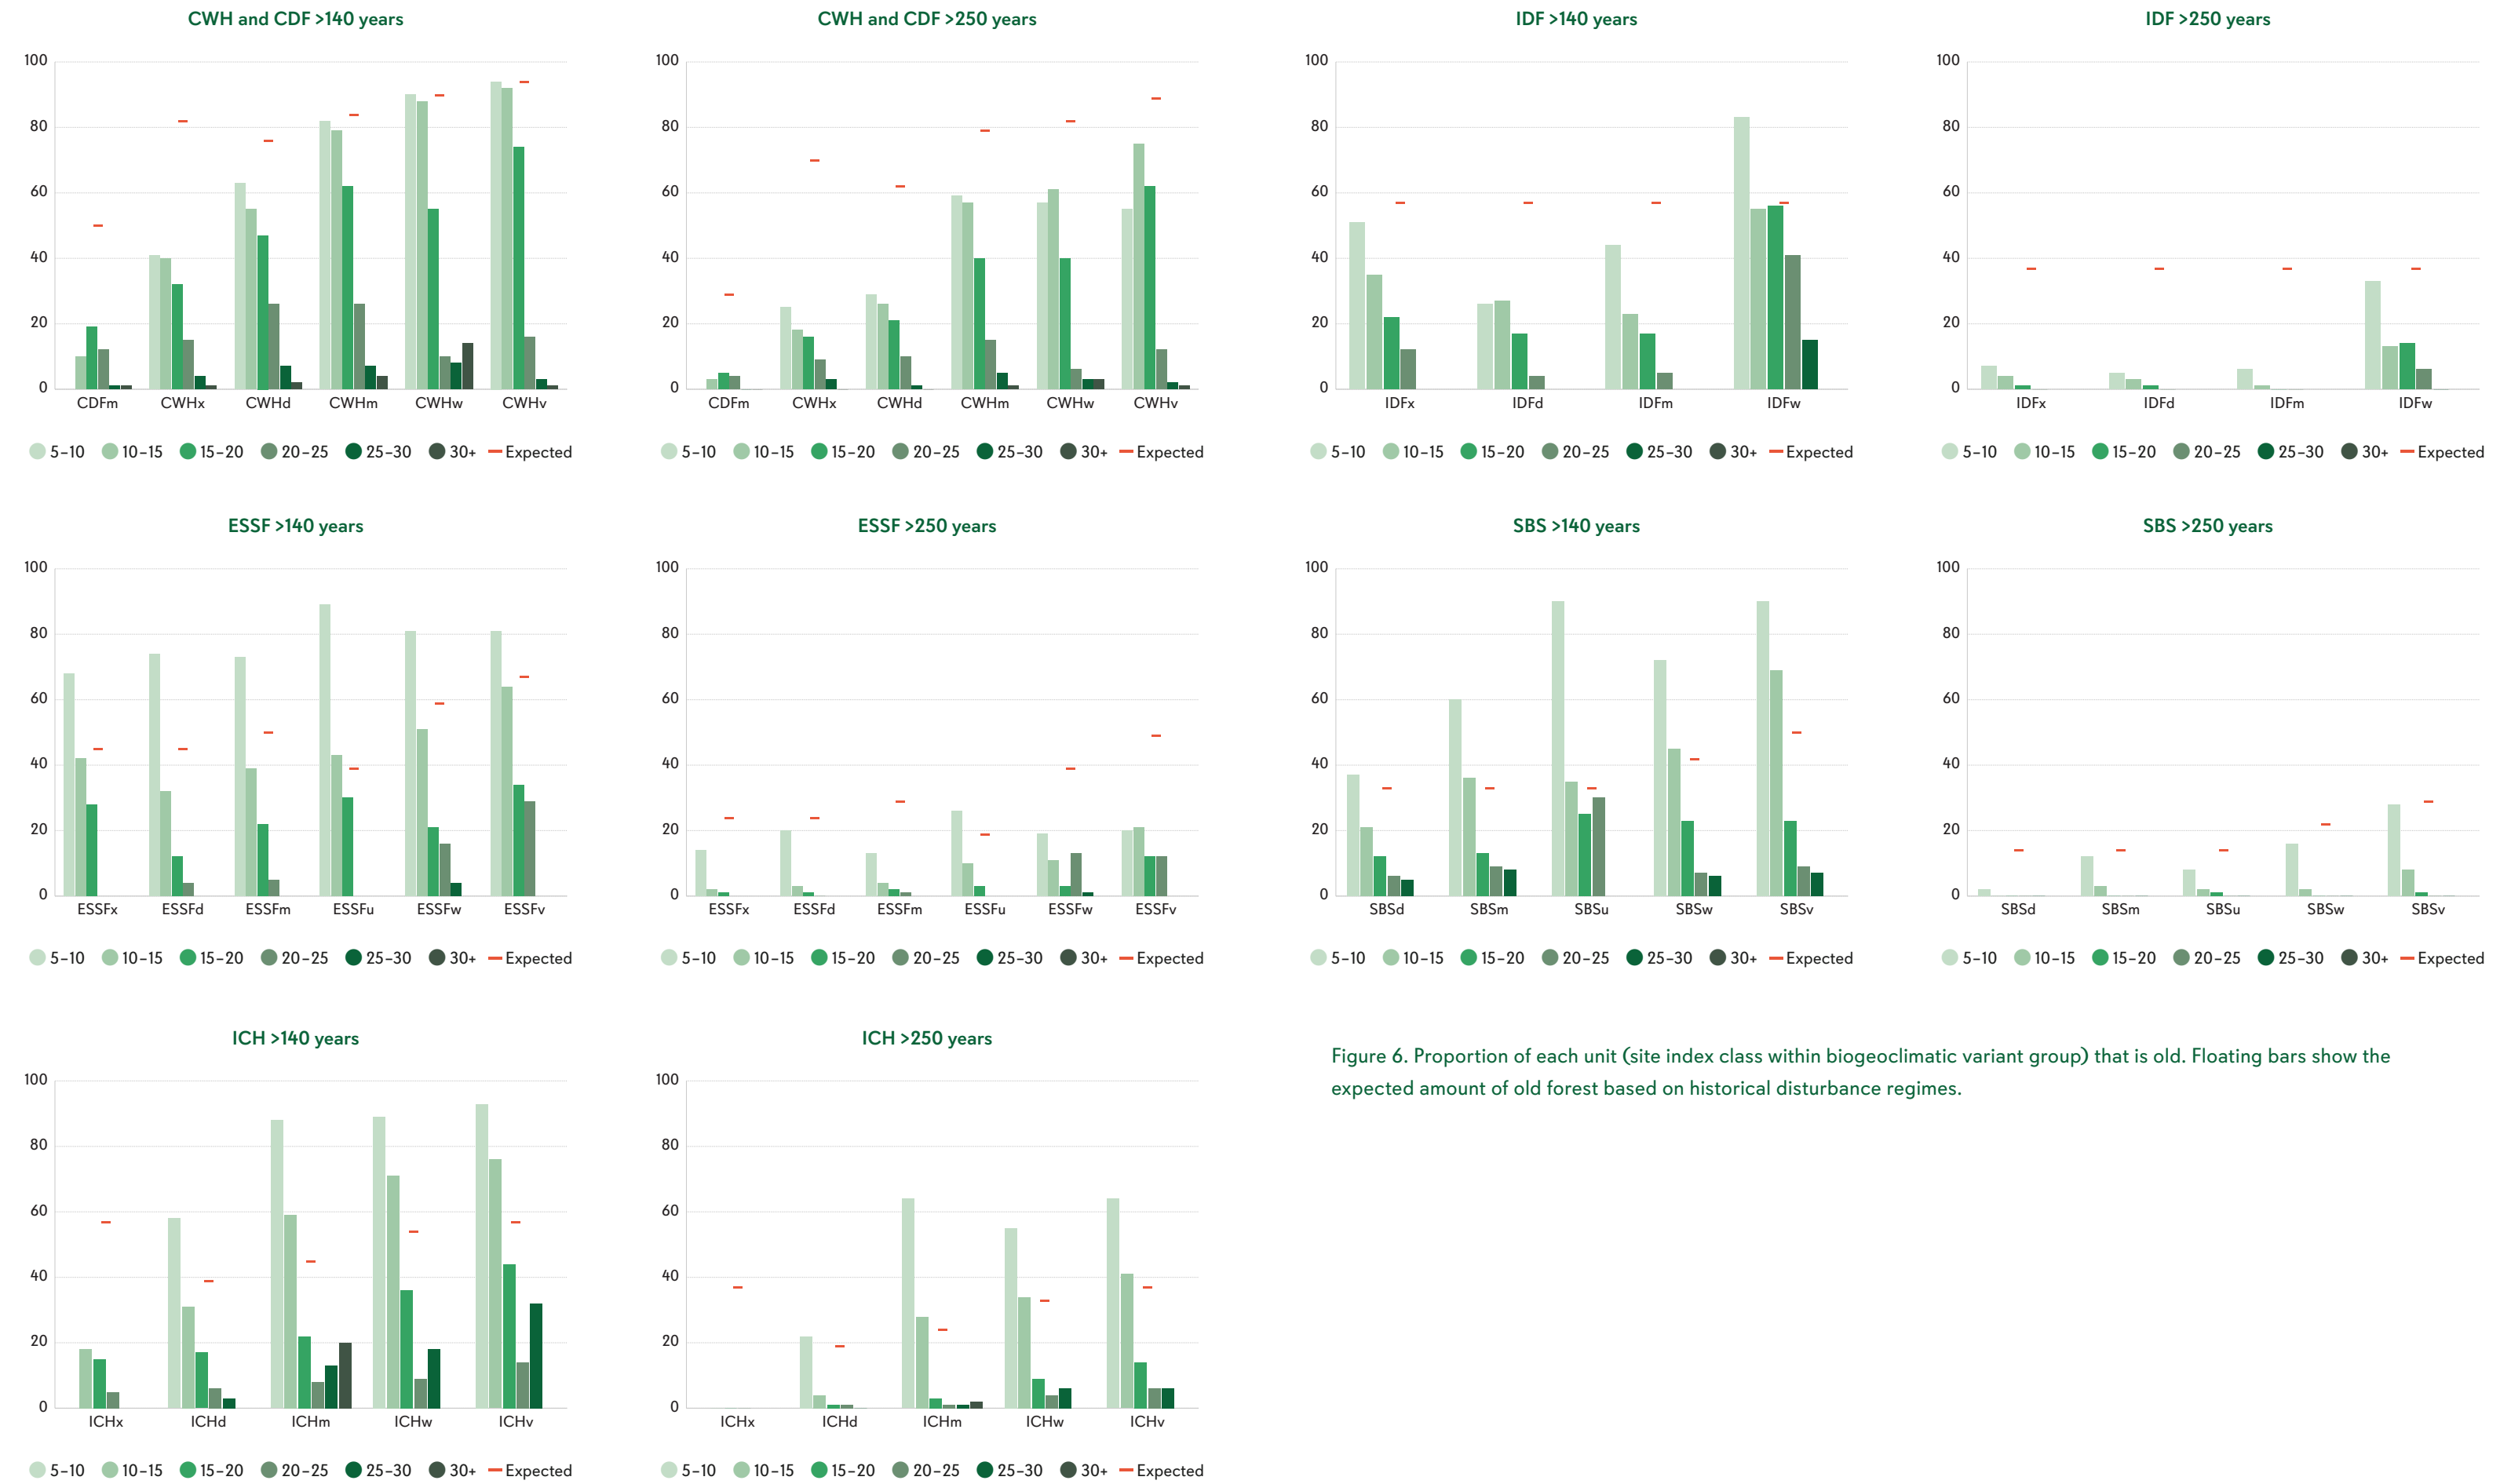 CWH and CDF >140 years
100
80
60
40
20
0
CDFm CWHx CWHd CWHm CWHw CWHv
5–10 10–15 15–20 20–25 25–30 30+ Expected
CWH and CDF >250 years
100
80
60
40
20
0
CDFm CWHx CWHd CWHm CWHw CWHv
5–10 10–15 15–20 20–25 25–30 30+ Expected
IDF >140 years
100
80
60
40
20
0
IDFx IDFd IDFm IDFw
5–10 10–15 15–20 20–25 25–30 30+ Expected
IDF >250 years
100
80
60
40
20
0
IDFx IDFd IDFm IDFw
5–10 10–15 15–20 20–25 25–30 30+ Expected
ESSF >140 years
100
80
60
40
20
0
ESSFx ESSFd ESSFm ESSFu ESSFw ESSFv
5–10 10–15 15–20 20–25 25–30 30+ Expected
ESSF >250 years
100
80
60
40
20
0
ESSFx ESSFd ESSFm ESSFu ESSFw ESSFv
5–10 10–15 15–20 20–25 25–30 30+ Expected
SBS >140 years
100
80
60
40
20
0
SBSd SBSm SBSu SBSw SBSv
5–10 10–15 15–20 20–25 25–30 30+ Expected
SBS >250 years
100
80
60
40
20
0
SBSd SBSm SBSu SBSw SBSv
5–10 10–15 15–20 20–25 25–30 30+ Expected
ICH >140 years
100
80
60
40
20
0
ICHx ICHd ICHm ICHw ICHv
5–10 10–15 15–20 20–25 25–30 30+ Expected
ICH >250 years
100
80
60
40
20
0
ICHx ICHd ICHm ICHw ICHv
5–10 10–15 15–20 20–25 25–30 30+ Expected
Figure 6. Proportion of each unit (site index class within biogeoclimatic variant group) that is old. Floating bars show the
expected amount of old forest based on historical disturbance regimes.